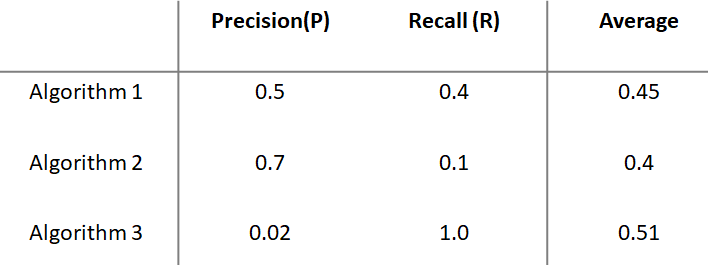 Precision(P) Recall (R) Average
Algorithm 1 0.5 0.4 0.45
Algorithm 2 0.7 0.1 0.4
Algorithm 3 0.02 1.0 0.51